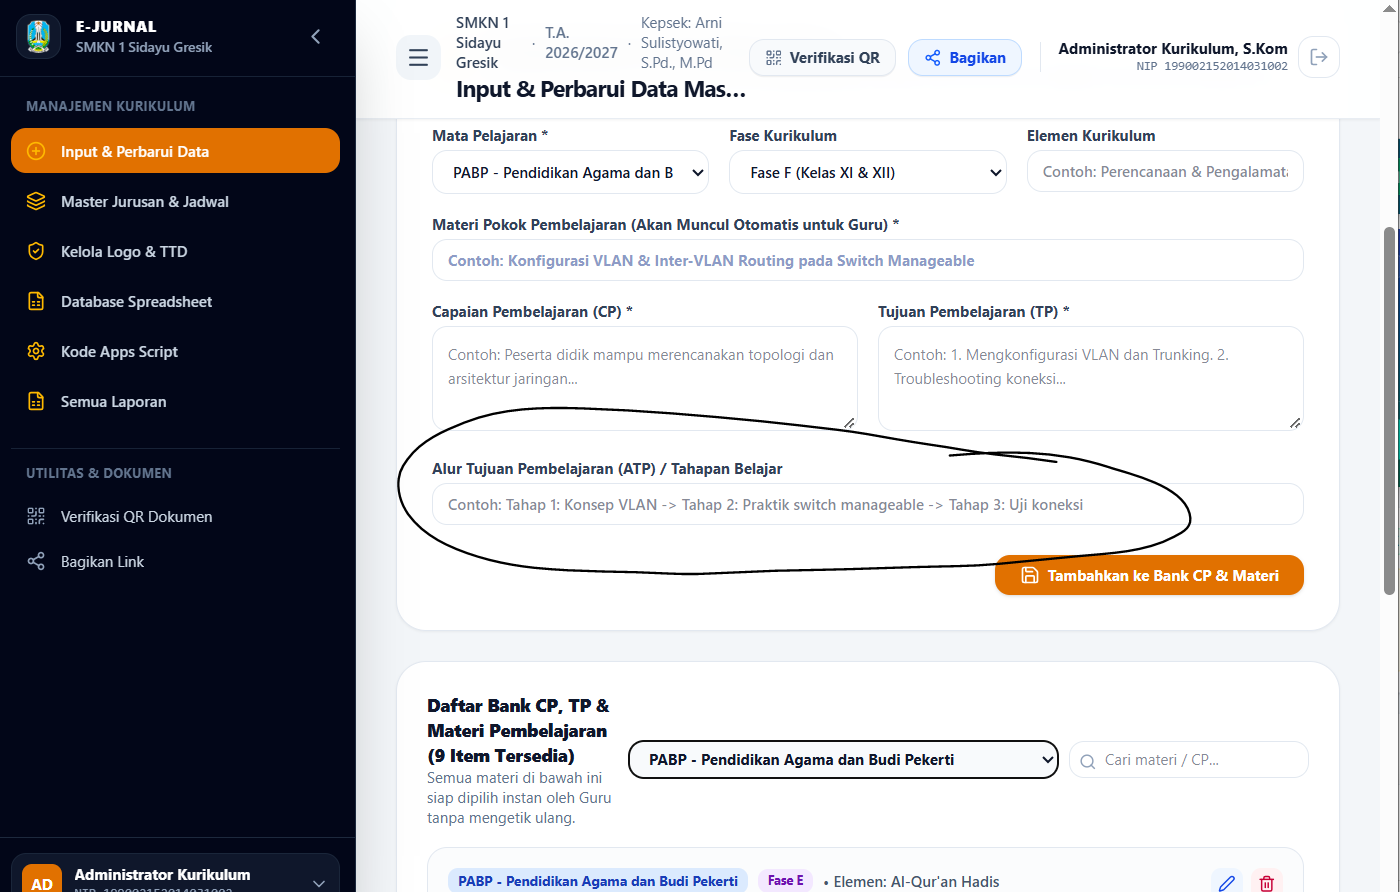 E-JURNAL
SMKN 1 Sidayu Gresik
MANAJEMEN KURIKULUM
Input & Perbarui Data
Master Jurusan & Jadwal
Kelola Logo & TTD
Database Spreadsheet
Kode Apps Script
Semua Laporan
UTILITAS & DOKUMEN
Verifikasi QR Dokumen
Bagikan Link
AD
Administrator Kurikulum
NIP 199002152014031002
SMKN 1
Sidayu
Gresik
·
T.A.
2026/2027
·
Kepsek: Arni
Sulistyowati,
S.Pd., M.Pd
Input & Perbarui Data Mas...
Verifikasi QR
Bagikan
Administrator Kurikulum, S.Kom
NIP 199002152014031002
Mata Pelajaran *
PABP - Pendidikan Agama dan B
Fase Kurikulum
Fase F (Kelas XI & XII)
Elemen Kurikulum
Contoh: Perencanaan & Pengalamat
Materi Pokok Pembelajaran (Akan Muncul Otomatis untuk Guru) *
Contoh: Konfigurasi VLAN & Inter-VLAN Routing pada Switch Manageable
Capaian Pembelajaran (CP) *
Contoh: Peserta didik mampu merencanakan topologi dan
arsitektur jaringan...
Tujuan Pembelajaran (TP) *
Contoh: 1. Mengkonfigurasi VLAN dan Trunking. 2.
Troubleshooting koneksi...
Alur Tujuan Pembelajaran (ATP) / Tahapan Belajar
Contoh: Tahap 1: Konsep VLAN -> Tahap 2: Praktik switch manageable -> Tahap 3: Uji koneksi
Tambahkan ke Bank CP & Materi
Daftar Bank CP, TP &
Materi Pembelajaran
(9 Item Tersedia)
Semua materi di bawah ini
siap dipilih instan oleh Guru
tanpa mengetik ulang.
PABP - Pendidikan Agama dan Budi Pekerti
Cari materi / CP...
PABP - Pendidikan Agama dan Budi Pekerti
Fase E
• Elemen: Al-Qur'an Hadis